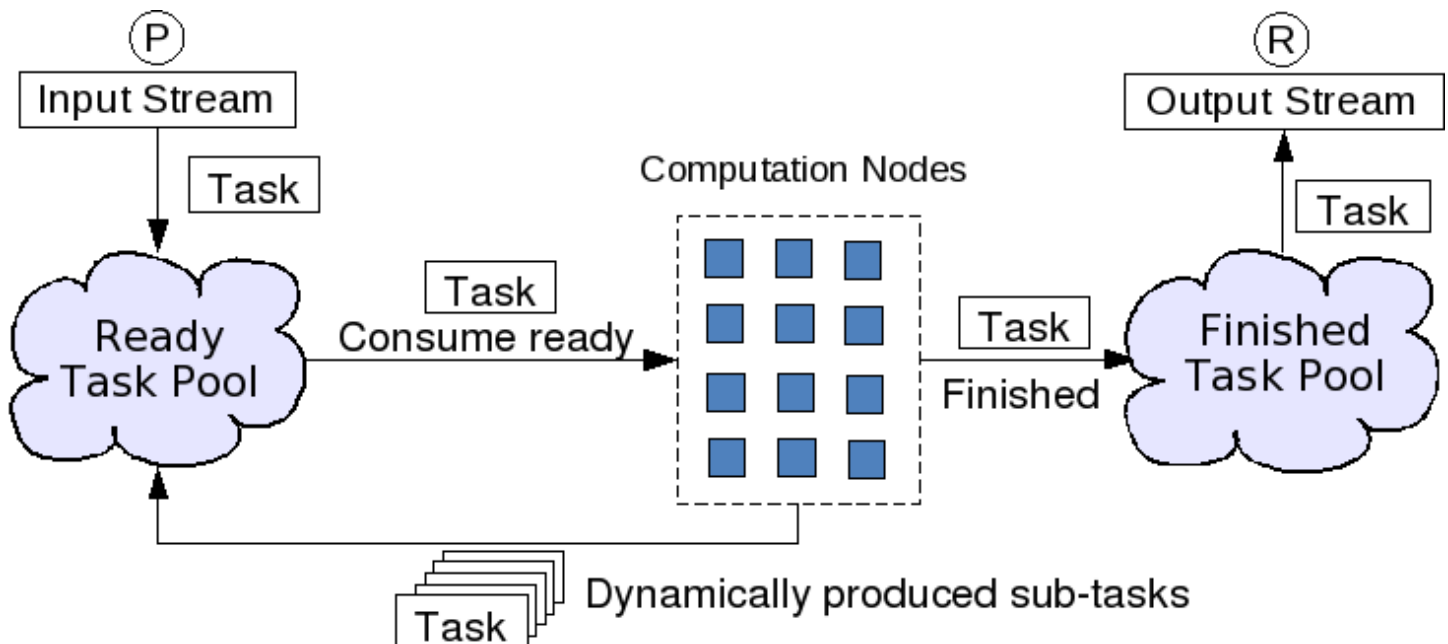 P
Input Stream
Task
R
Output Stream
Task
Computation Nodes
Ready
Task Pool
Task
Consume ready
Task
Finished
Finished
Task Pool
Dynamically produced sub-tasks
Task